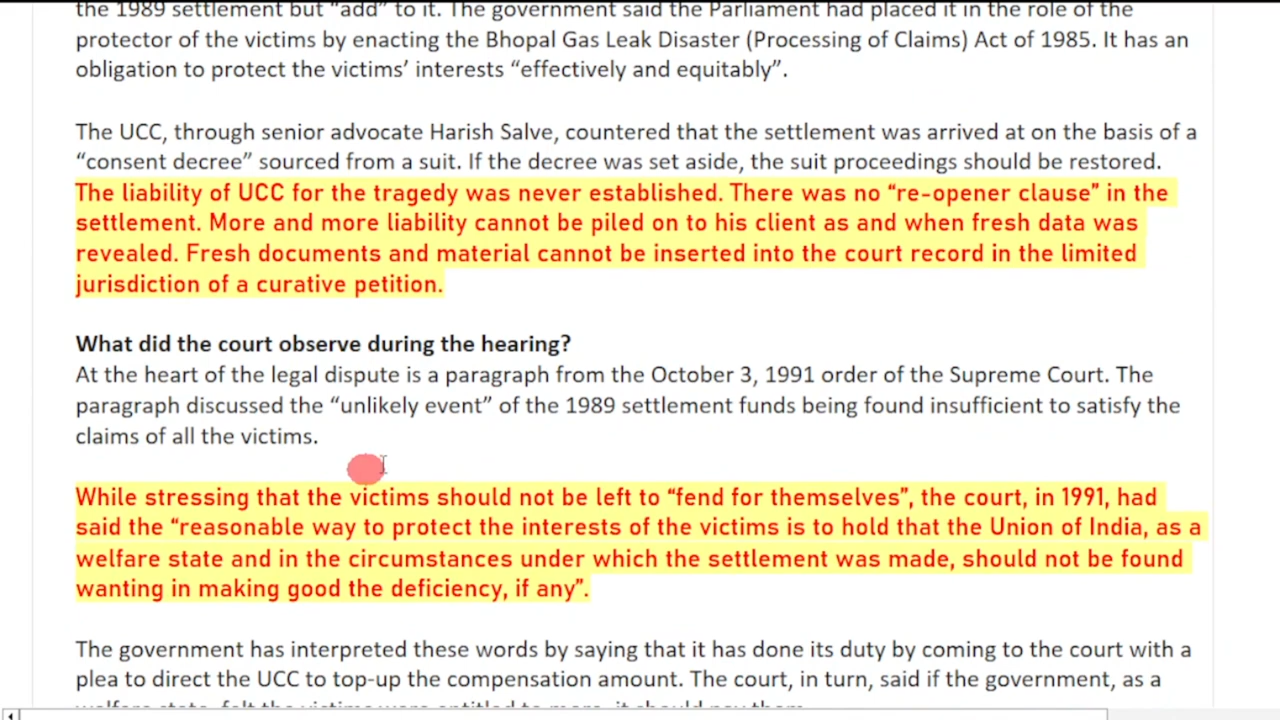 the 1989 settlement but “add” to it. The government said the Parliament had placed it in the role of the
protector of the victims by enacting the Bhopal Gas Leak Disaster (Processing of Claims) Act of 1985. It has an
obligation to protect the victims’ interests “effectively and equitably”.
The UCC, through senior advocate Harish Salve, countered that the settlement was arrived at on the basis of a
“consent decree” sourced from a suit. If the decree was set aside, the suit proceedings should be restored.
The liability of UCC for the tragedy was never established. There was no “re-opener clause” in the
settlement. More and more liability cannot be piled on to his client as and when fresh data was
revealed. Fresh documents and material cannot be inserted into the court record in the limited
jurisdiction of a curative petition.
What did the court observe during the hearing?
At the heart of the legal dispute is a paragraph from the October 3, 1991 order of the Supreme Court. The
paragraph discussed the “unlikely event” of the 1989 settlement funds being found insufficient to satisfy the
claims of all the victims.
While stressing that the victims should not be left to “fend for themselves”, the court, in 1991, had
said the “reasonable way to protect the interests of the victims is to hold that the Union of India, as a
welfare state and in the circumstances under which the settlement was made, should not be found
wanting in making good the deficiency, if any”.
The government has interpreted these words by saying that it has done its duty by coming to the court with a
plea to direct the UCC to top-up the compensation amount. The court, in turn, said if the government, as a
welfare state, felt the victims were entitled to more, it should pay them.